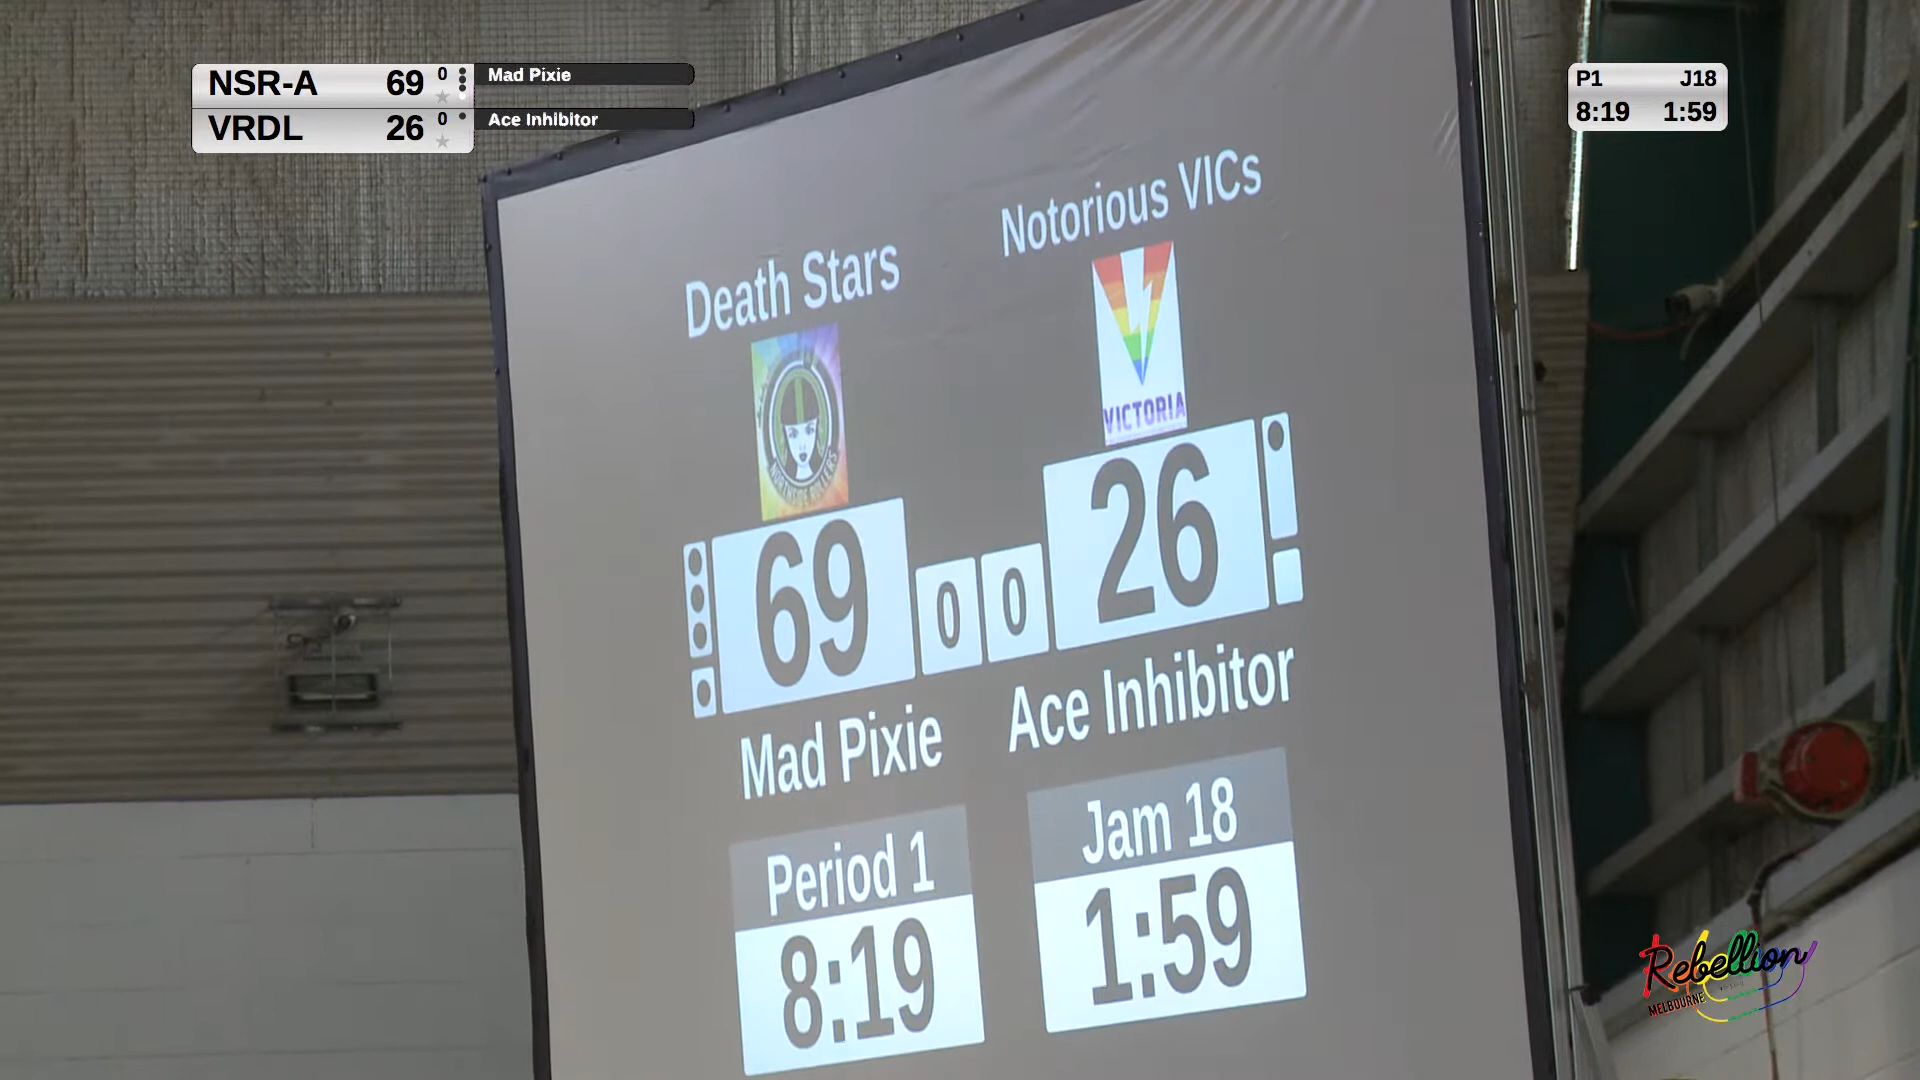 NSR-A 69 0 Mad Pixie
VRDL 26 0 Ace Inhibitor
P1 J18
8:19 1:59
Death Stars
Notorious VICs
NORTHSIDE ROLLERS
VICTORIA
69 0 0 26
Mad Pixie
Ace Inhibitor
Period 1
Jam 18
8:19
1:59
Rebellion
MELBOURNE